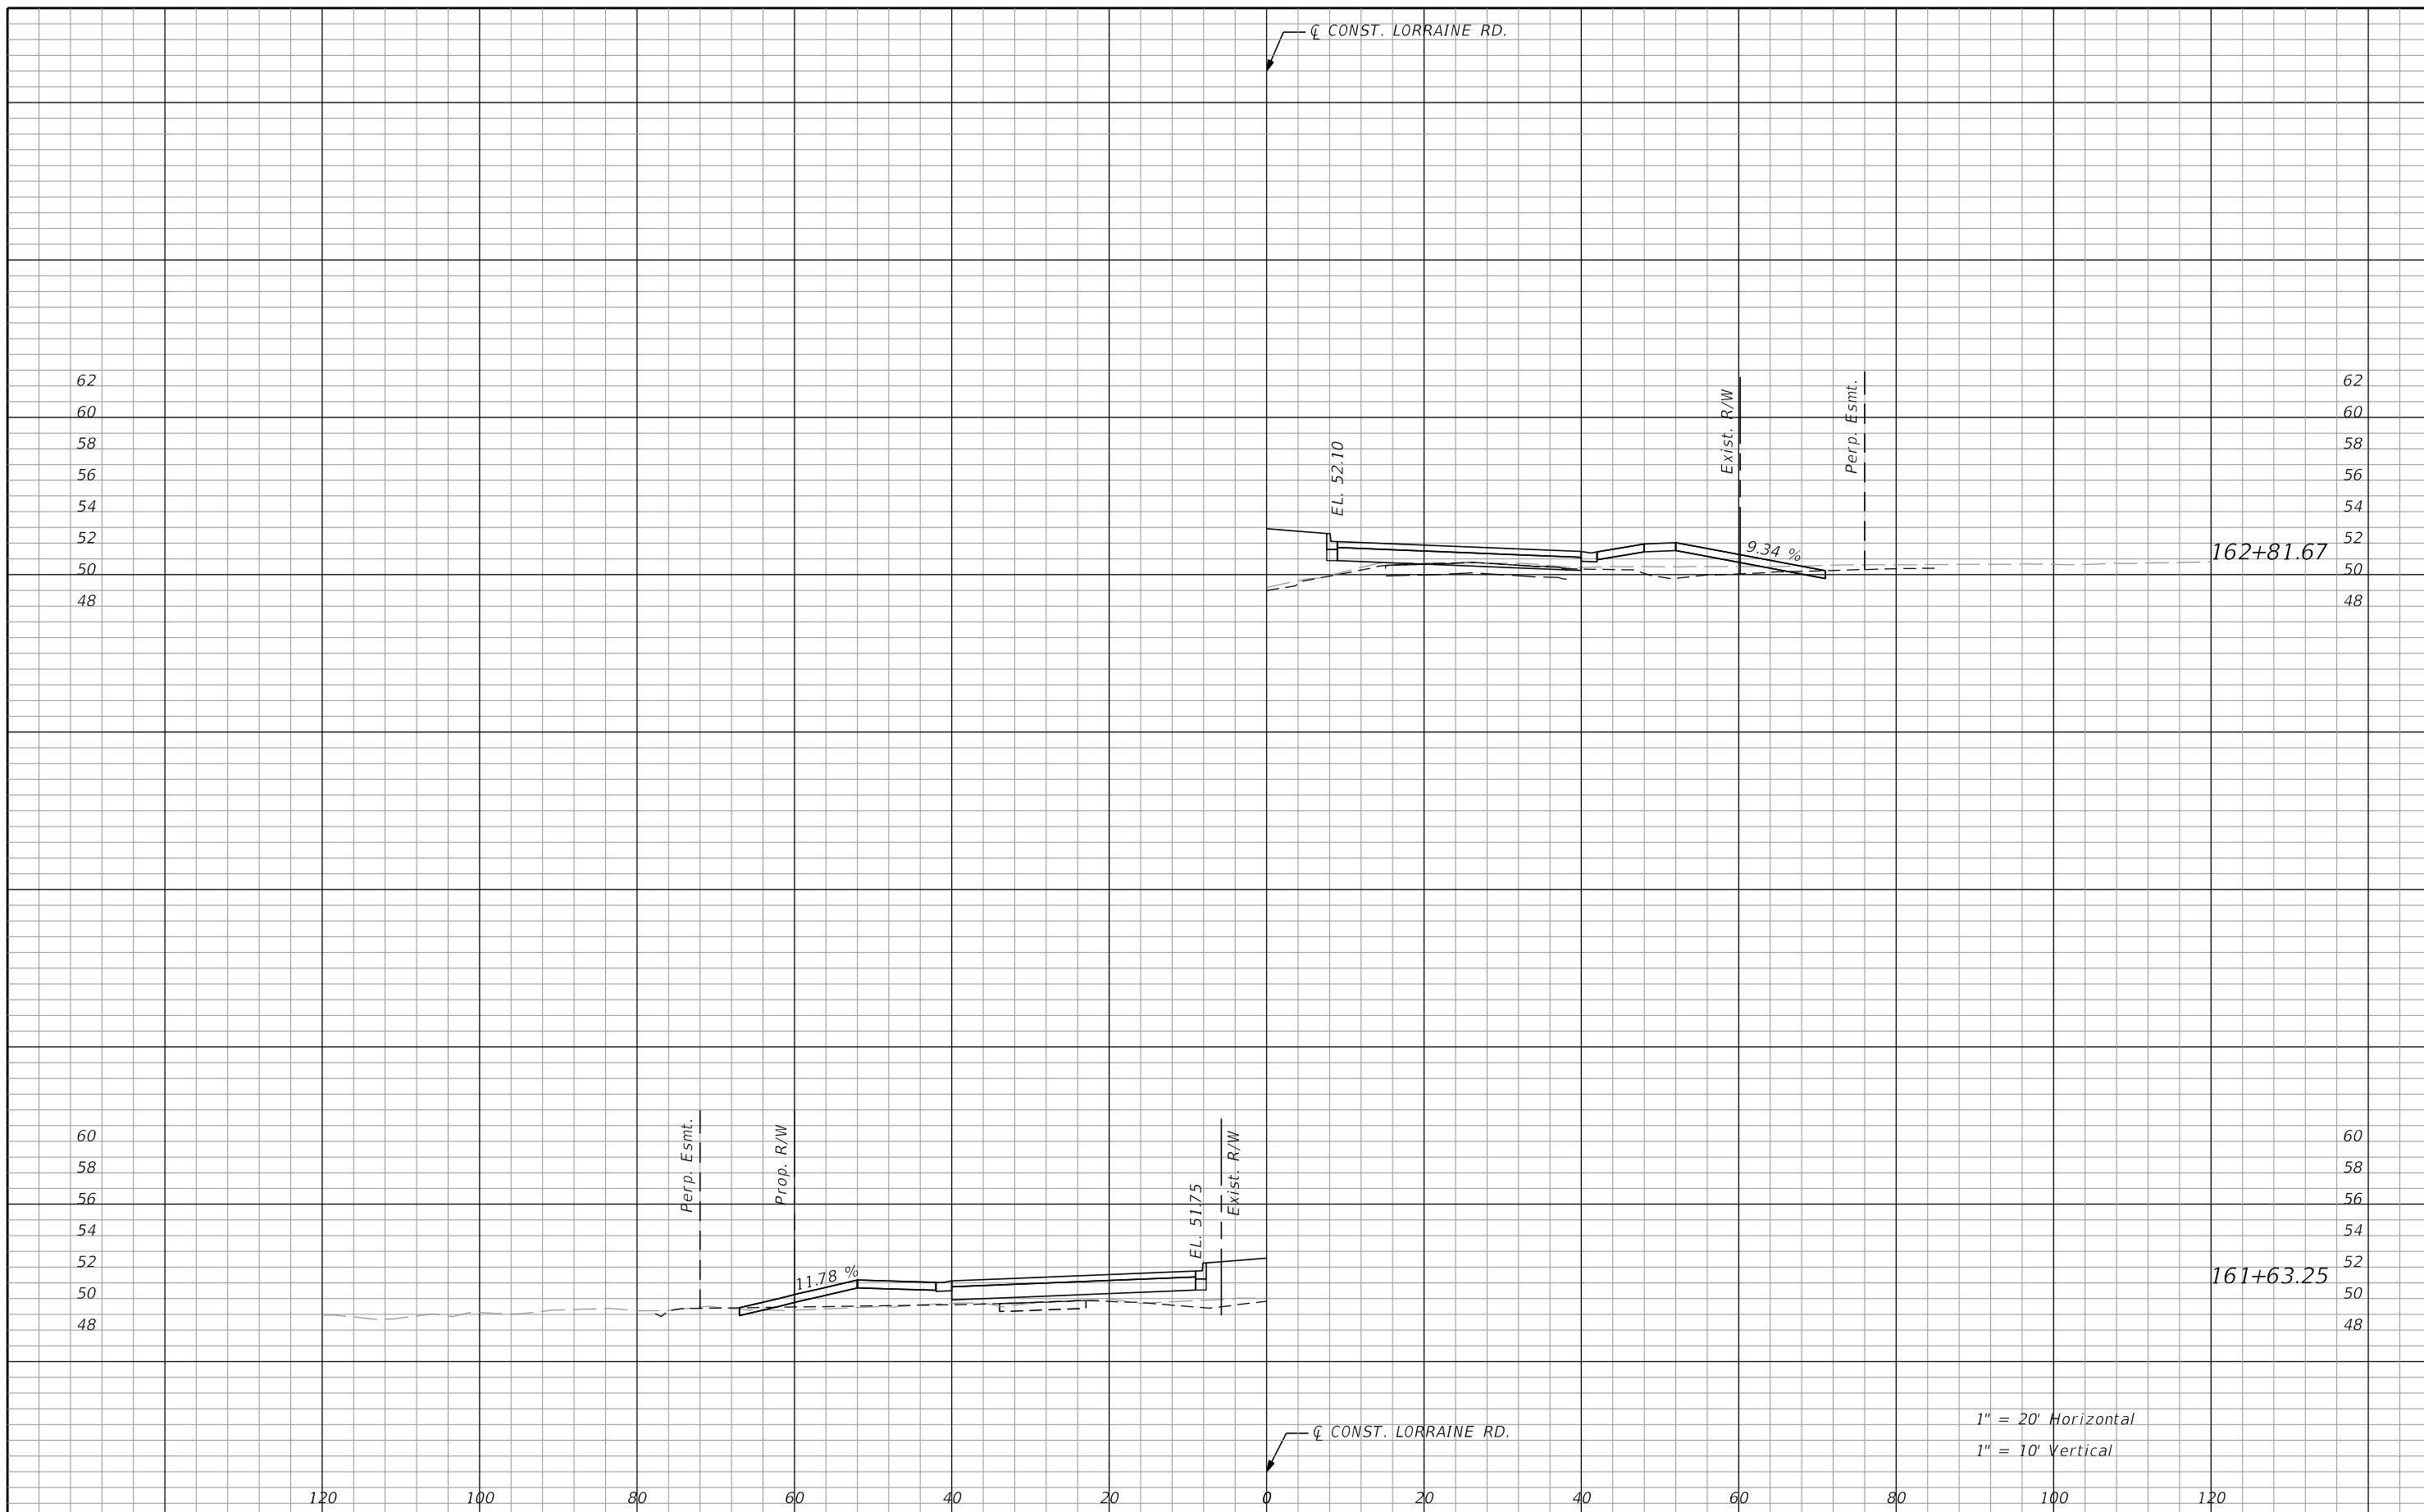 ℄ CONST. LORRAINE RD.
62 62
60 60
58 58
56 56
54 54
52 52
50 50
48 48
EL. 52.10
Exist. R/W
Perp. Esmt.
9.34 %
162+81.67
60 60
58 58
56 56
54 54
52 52
50 50
48 48
Perp. Esmt.
Prop. R/W
11.78 %
EL. 51.75
Exist. R/W
161+63.25
1" = 20' Horizontal
1" = 10' Vertical
℄ CONST. LORRAINE RD.
120 100 80 60 40 20 0 20 40 60 80 100 120